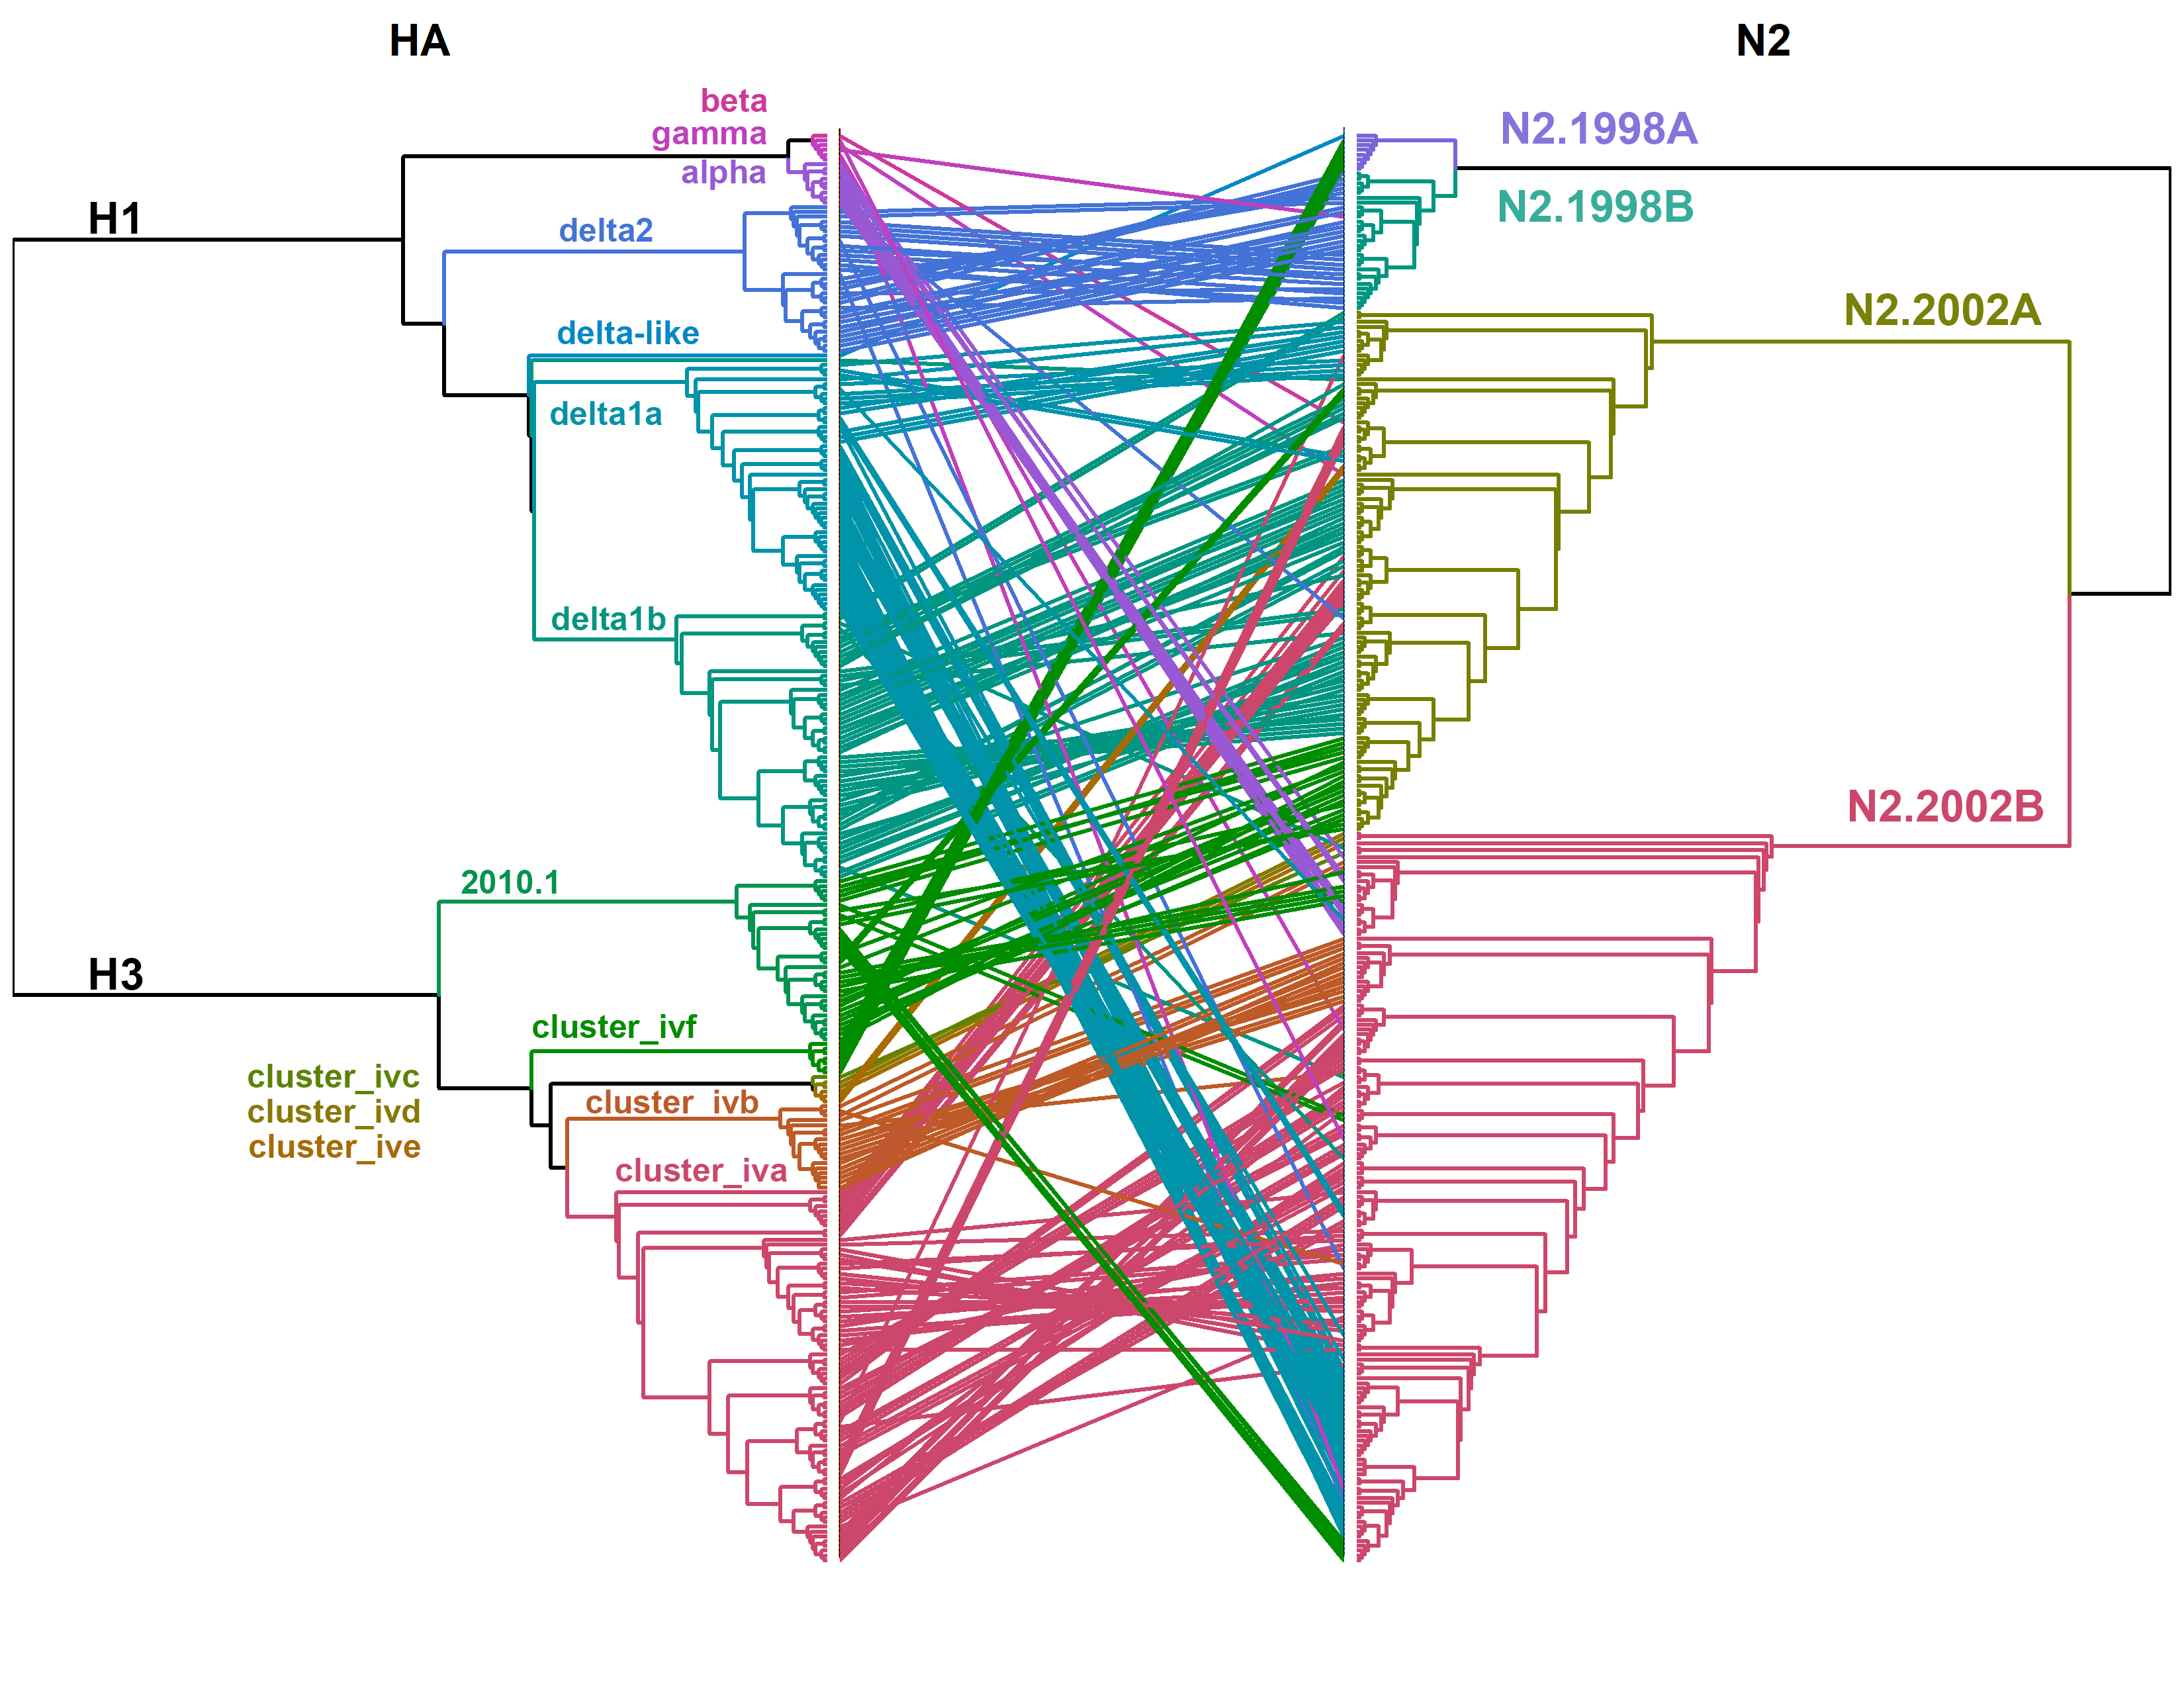 HA
N2
beta
gamma
alpha
H1
delta2
delta-like
delta1a
delta1b
2010.1
H3
cluster_ivf
cluster_ivc
cluster_ivd
cluster_ive
cluster_ivb
cluster_iva
N2.1998A
N2.1998B
N2.2002A
N2.2002B